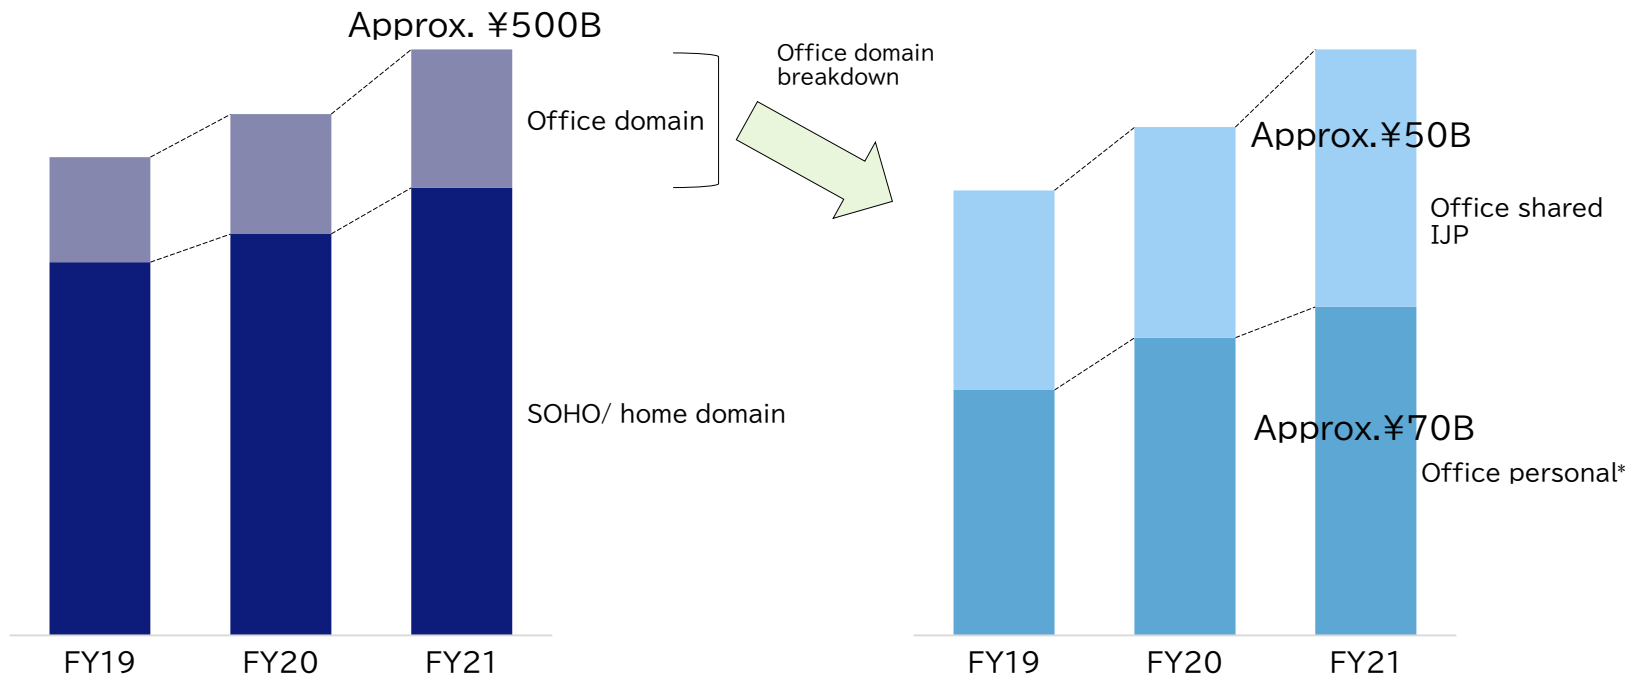 Approx. ¥500B
Office domain
SOHO/ home domain
FY19
FY20
FY21
Office domain
breakdown
Approx.¥50B
Office shared
IJP
Approx.¥70B
Office personal*
FY19
FY20
FY21